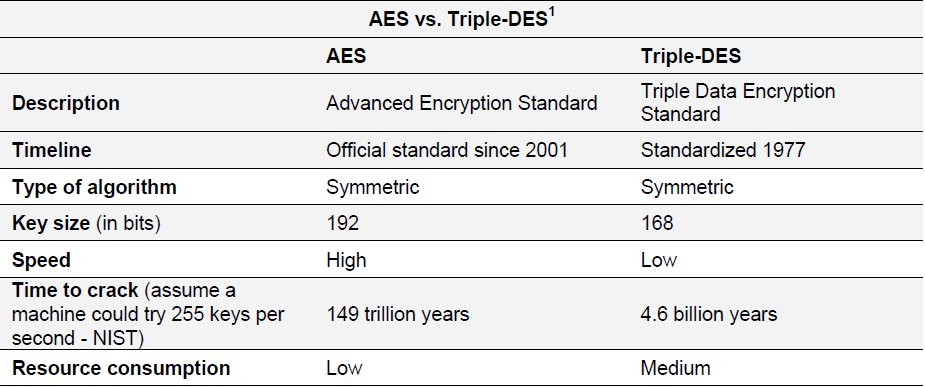 AES vs. Triple-DES1
AES Triple-DES
Description Advanced Encryption Standard Triple Data Encryption
Standard
Timeline Official standard since 2001 Standardized 1977
Type of algorithm Symmetric Symmetric
Key size (in bits) 192 168
Speed High Low
Time to crack (assume a
machine could try 255 keys per
second - NIST) 149 trillion years 4.6 billion years
Resource consumption Low Medium